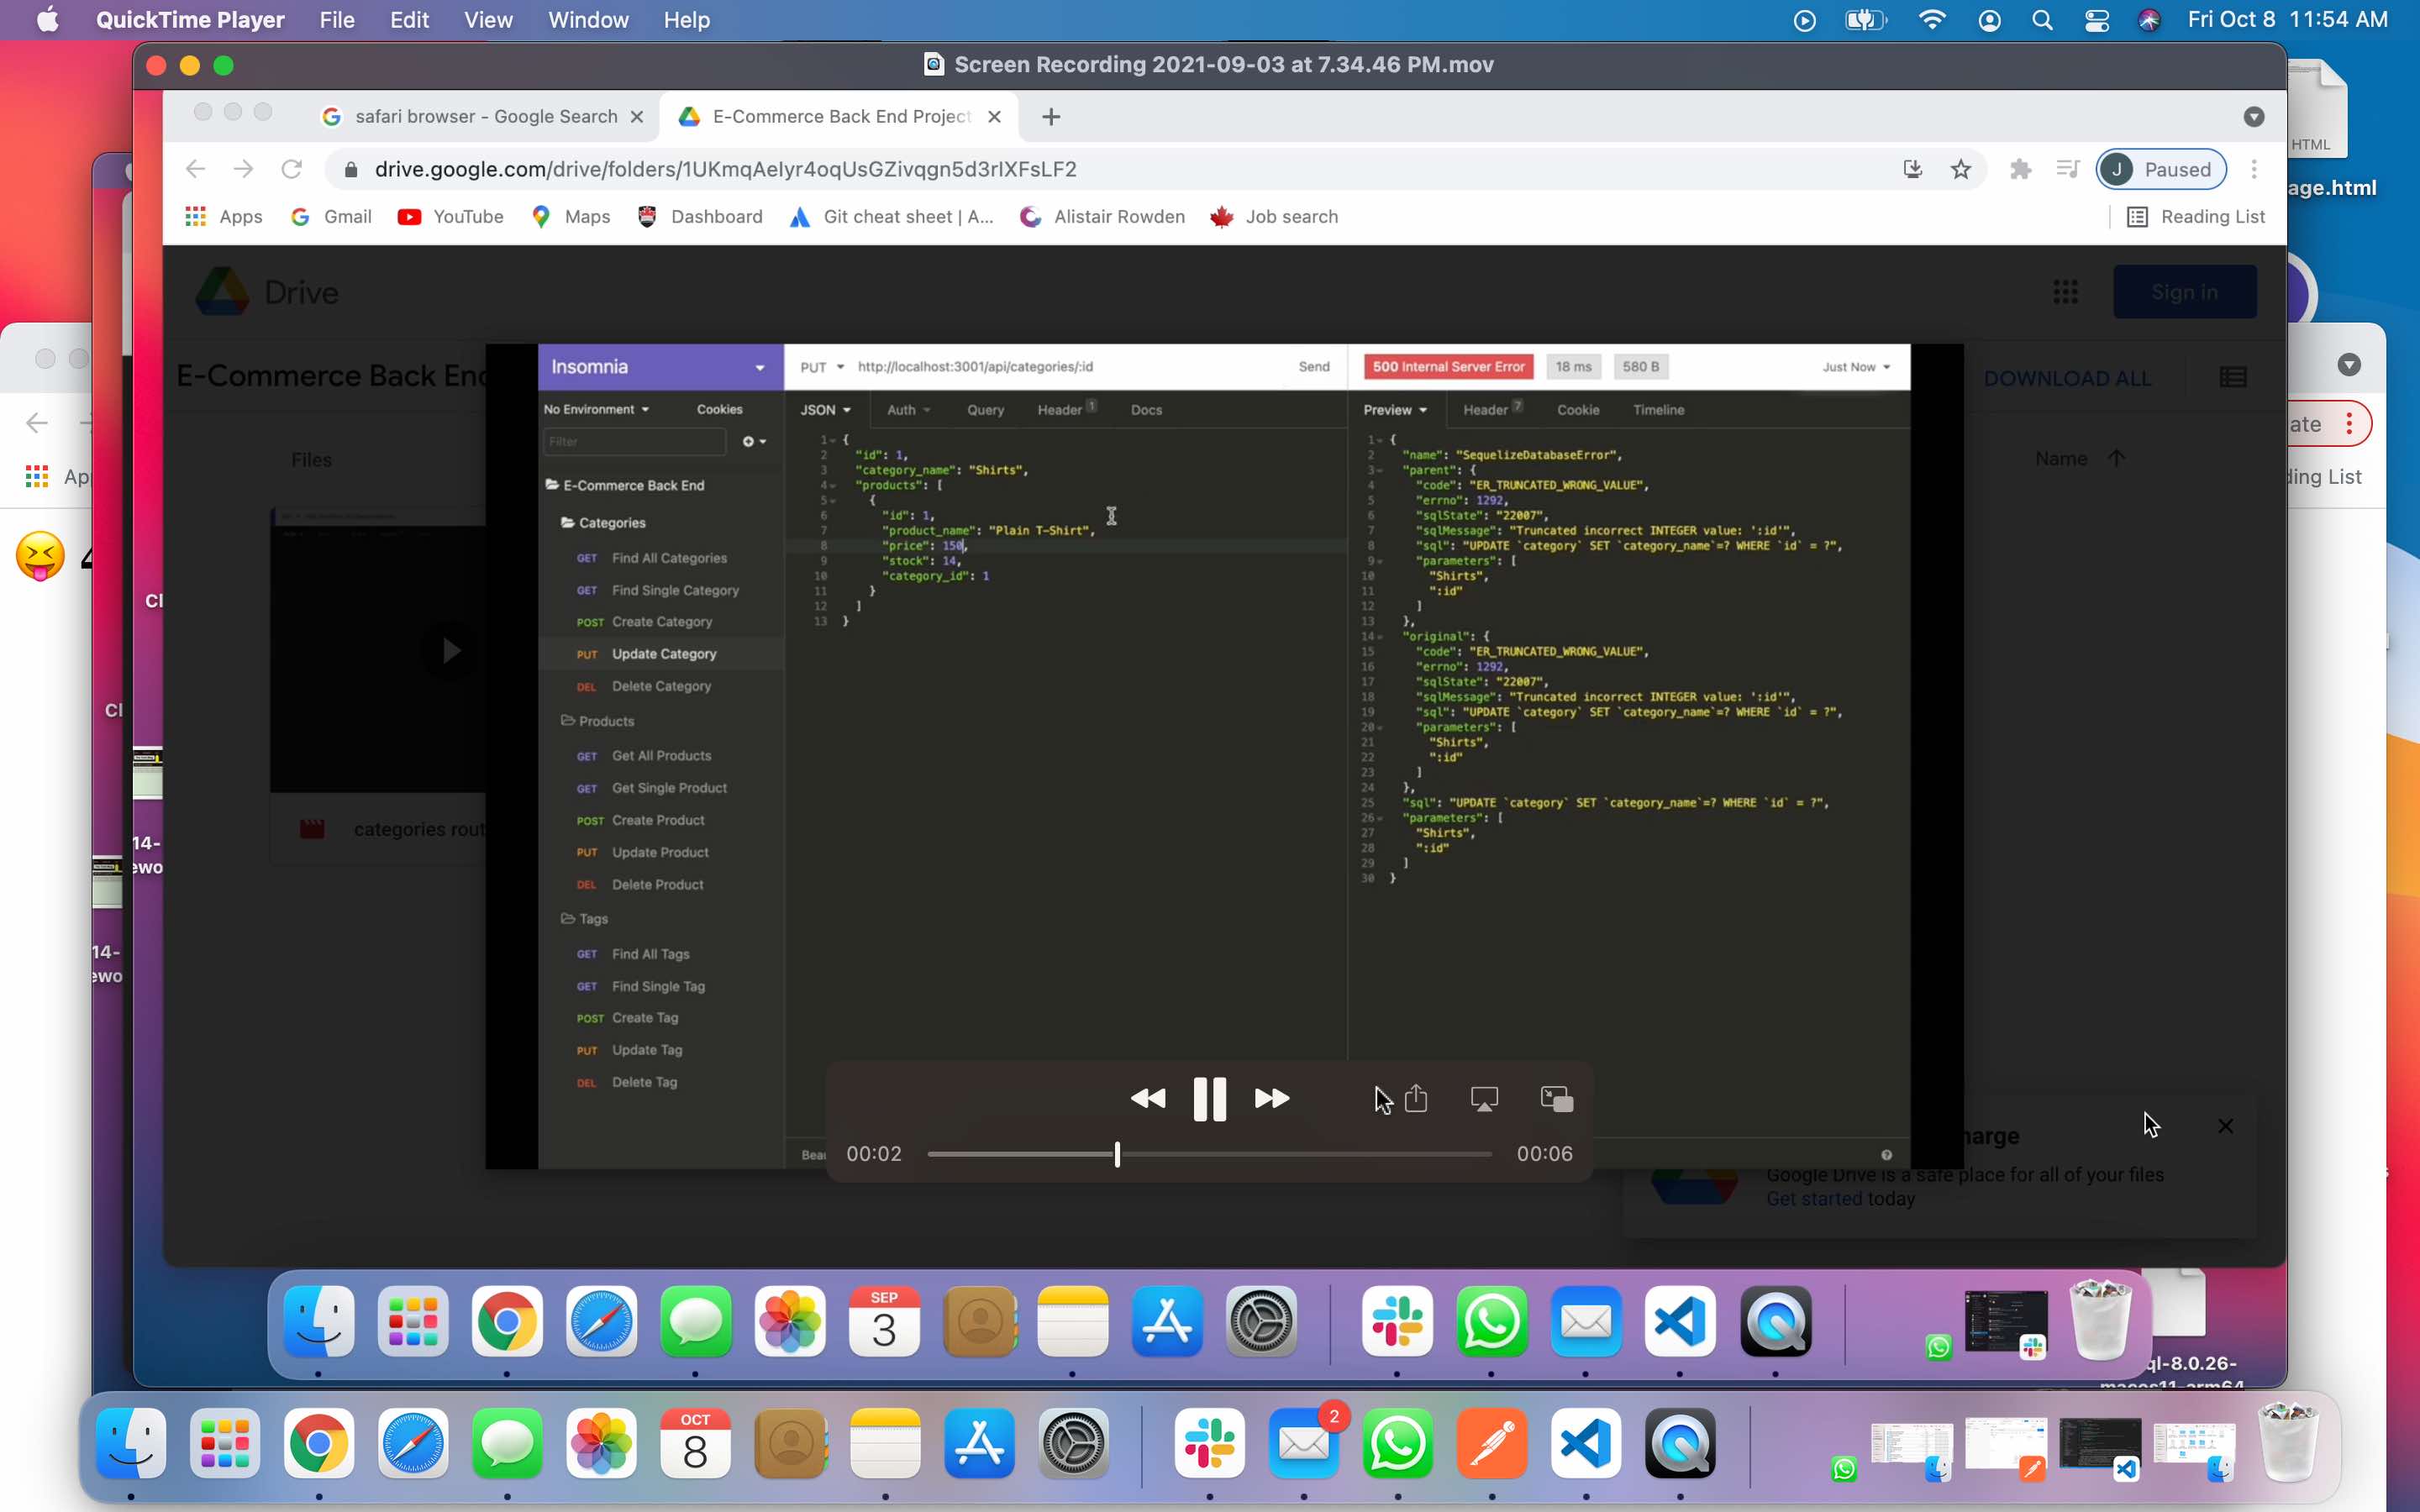 QuickTime Player File Edit View Window Help
Fri Oct 8 11:54 AM
Screen Recording 2021-09-03 at 7.34.46 PM.mov
safari browser - Google Search
E-Commerce Back End Project
drive.google.com/drive/folders/1UKmqAelyr4oqUsGZivqgn5d3rIXFsLF2
J Paused
Apps Gmail YouTube Maps Dashboard Git cheat sheet | A... Alistair Rowden Job search Reading List
HTML
age.html
Drive
Sign in
E-Commerce Back End
DOWNLOAD ALL
Files
Name
ate
ding List
categories rout
Insomnia
PUT http://localhost:3001/api/categories/:id Send
500 Internal Server Error 18 ms 580 B Just Now
No Environment Cookies
Filter
E-Commerce Back End
Categories
GET Find All Categories
GET Find Single Category
POST Create Category
PUT Update Category
DEL Delete Category
Products
GET Get All Products
GET Get Single Product
POST Create Product
PUT Update Product
DEL Delete Product
Tags
GET Find All Tags
GET Find Single Tag
POST Create Tag
PUT Update Tag
DEL Delete Tag
JSON Auth Query Header 1 Docs
1 {
2 "id": 1,
3 "category_name": "Shirts",
4 "products": [
5 {
6 "id": 1,
7 "product_name": "Plain T-Shirt",
8 "price": 150,
9 "stock": 14,
10 "category_id": 1
11 }
12 ]
13 }
Preview Header 7 Cookie Timeline
1 {
2 "name": "SequelizeDatabaseError",
3 "parent": {
4 "code": "ER_TRUNCATED_WRONG_VALUE",
5 "errno": 1292,
6 "sqlState": "22007",
7 "sqlMessage": "Truncated incorrect INTEGER value: ':id'",
8 "sql": "UPDATE `category` SET `category_name`=? WHERE `id` = ?",
9 "parameters": [
10 "Shirts",
11 ":id"
12 ]
13 },
14 "original": {
15 "code": "ER_TRUNCATED_WRONG_VALUE",
16 "errno": 1292,
17 "sqlState": "22007",
18 "sqlMessage": "Truncated incorrect INTEGER value: ':id'",
19 "sql": "UPDATE `category` SET `category_name`=? WHERE `id` = ?",
20 "parameters": [
21 "Shirts",
22 ":id"
23 ]
24 },
25 "sql": "UPDATE `category` SET `category_name`=? WHERE `id` = ?",
26 "parameters": [
27 "Shirts",
28 ":id"
29 ]
30 }
Beau
00:02 00:06
harge
Google Drive is a safe place for all of your files
Get started today
App
Cl
Cl
14-
ewo
14-
ewo
SEP
3
ql-8.0.26-
macos11-arm64
OCT
8
2